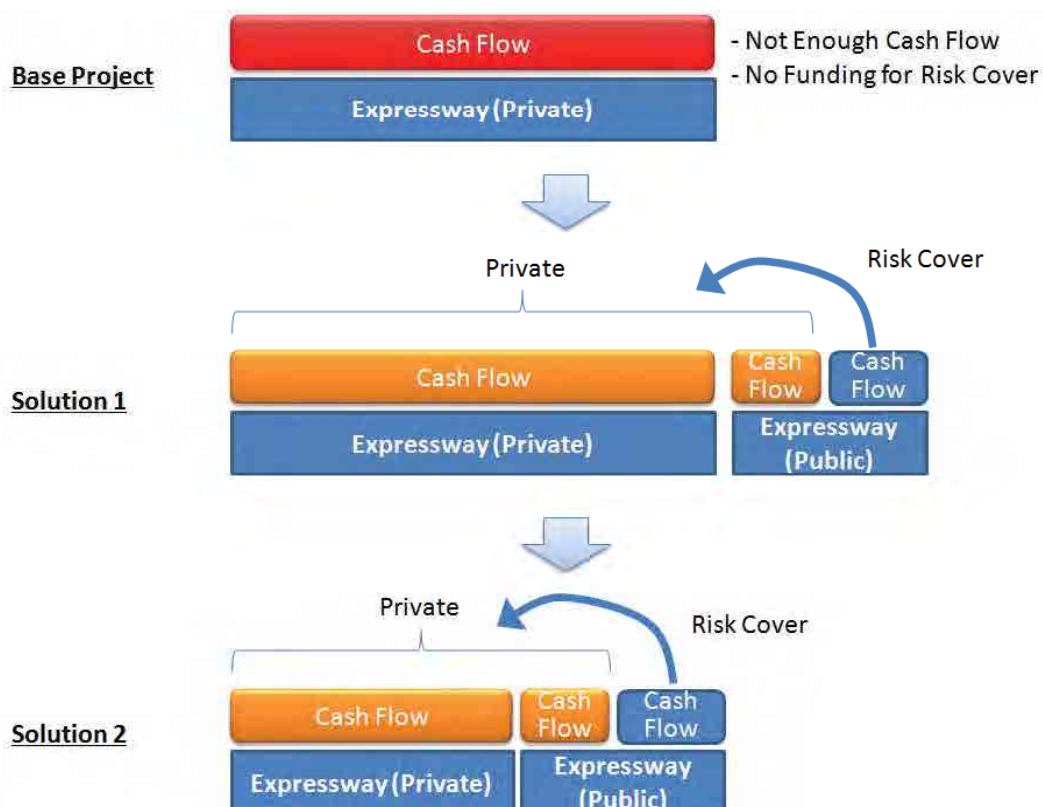 Cash Flow
- Not Enough Cash Flow
Base Project
- No Funding for Risk Cover
Expressway (Private)
Private
Risk Cover
Cash Flow
Cash
Flow
Cash
Flow
Solution 1
Expressway (Private)
Expressway
(Public)
Private
Risk Cover
Cash Flow
Cash
Flow
Cash
Flow
Solution 2
Expressway (Private)
Expressway
(Public)